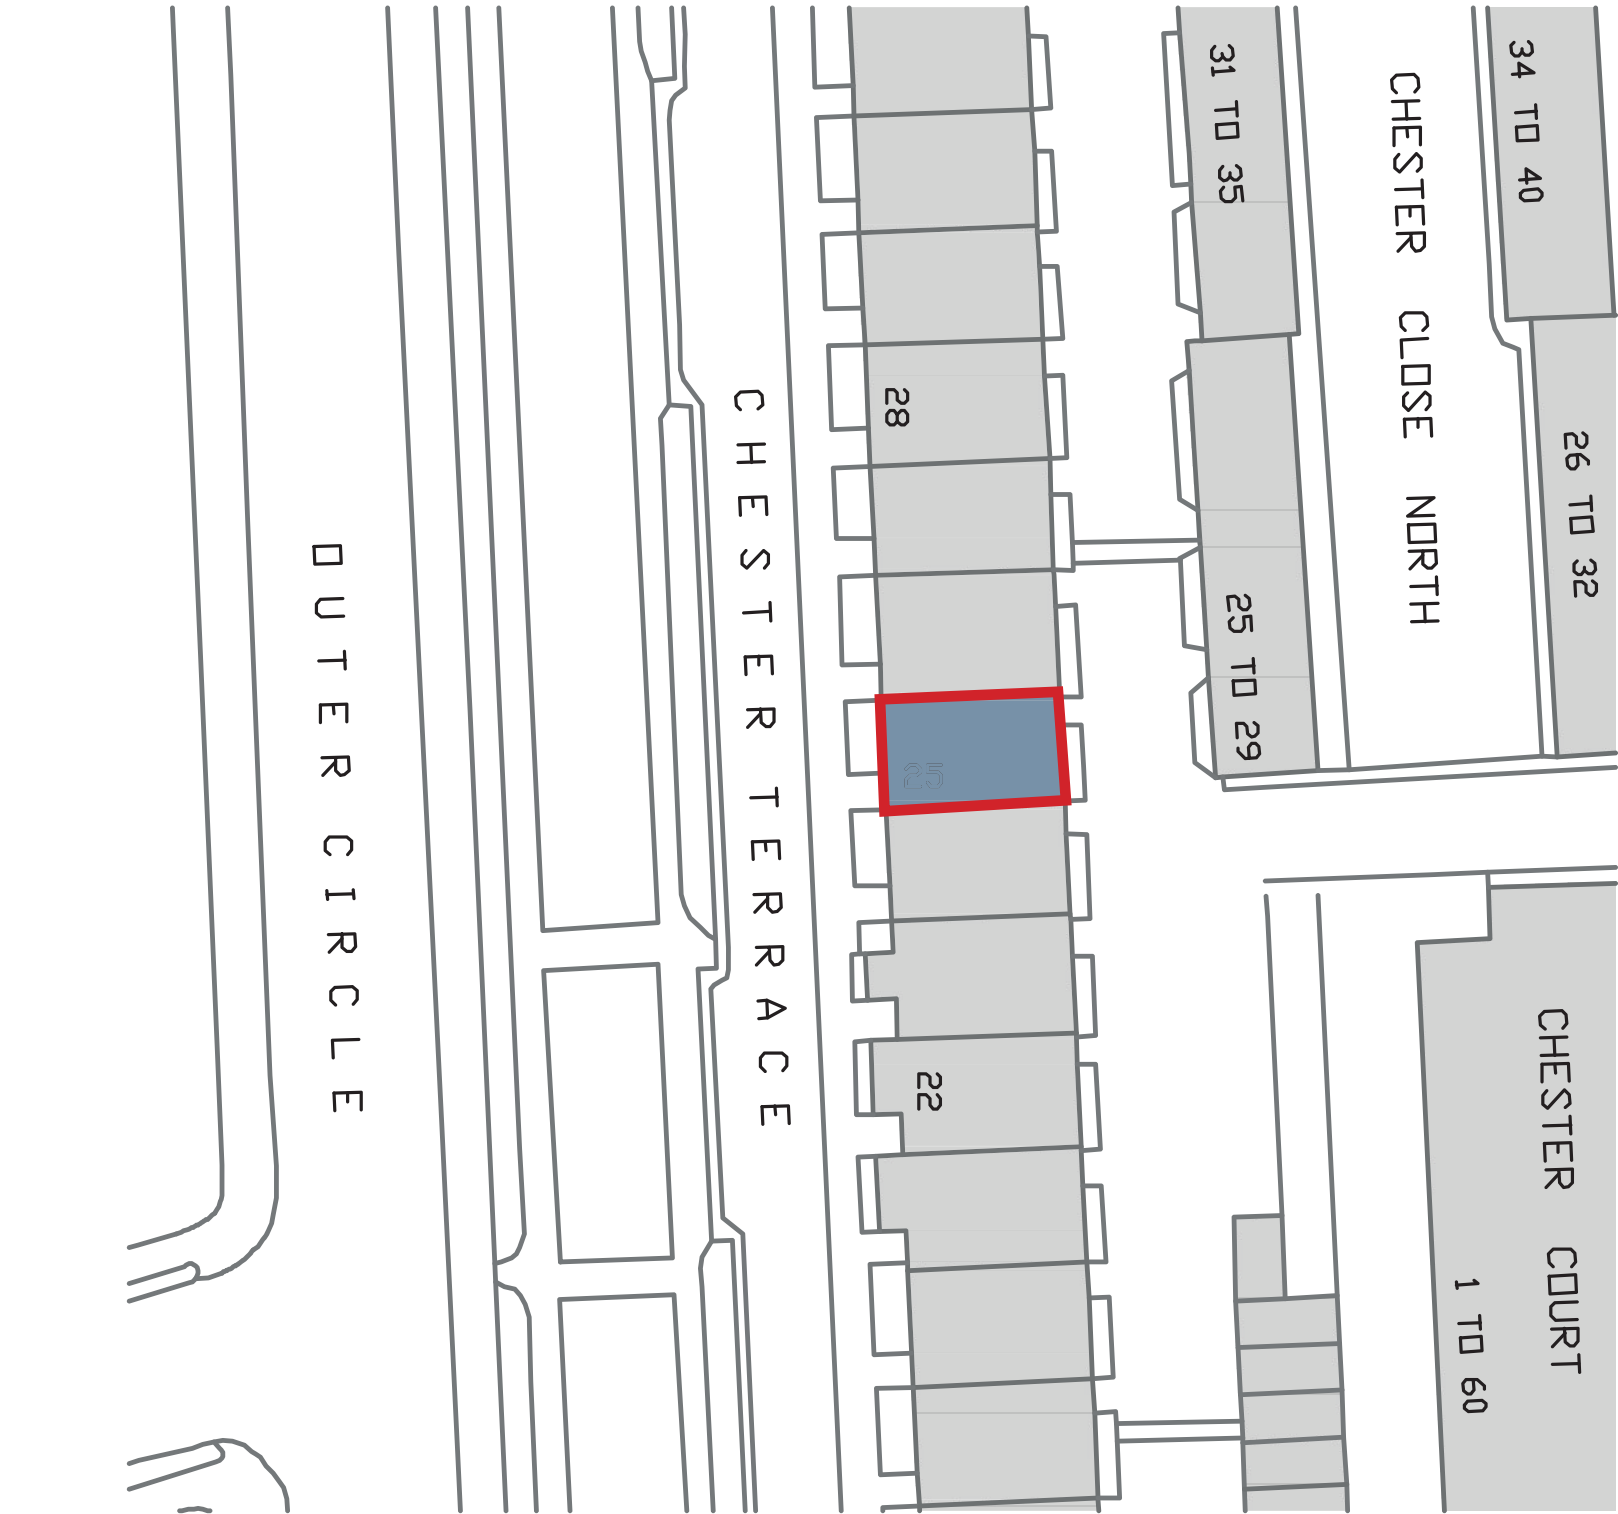 OUTER CIRCLE
CHESTER TERRACE
28
25
22
31 TO 35
25 TO 29
CHESTER CLOSE NORTH
34 TO 40
26 TO 32
CHESTER COURT
1 TO 60